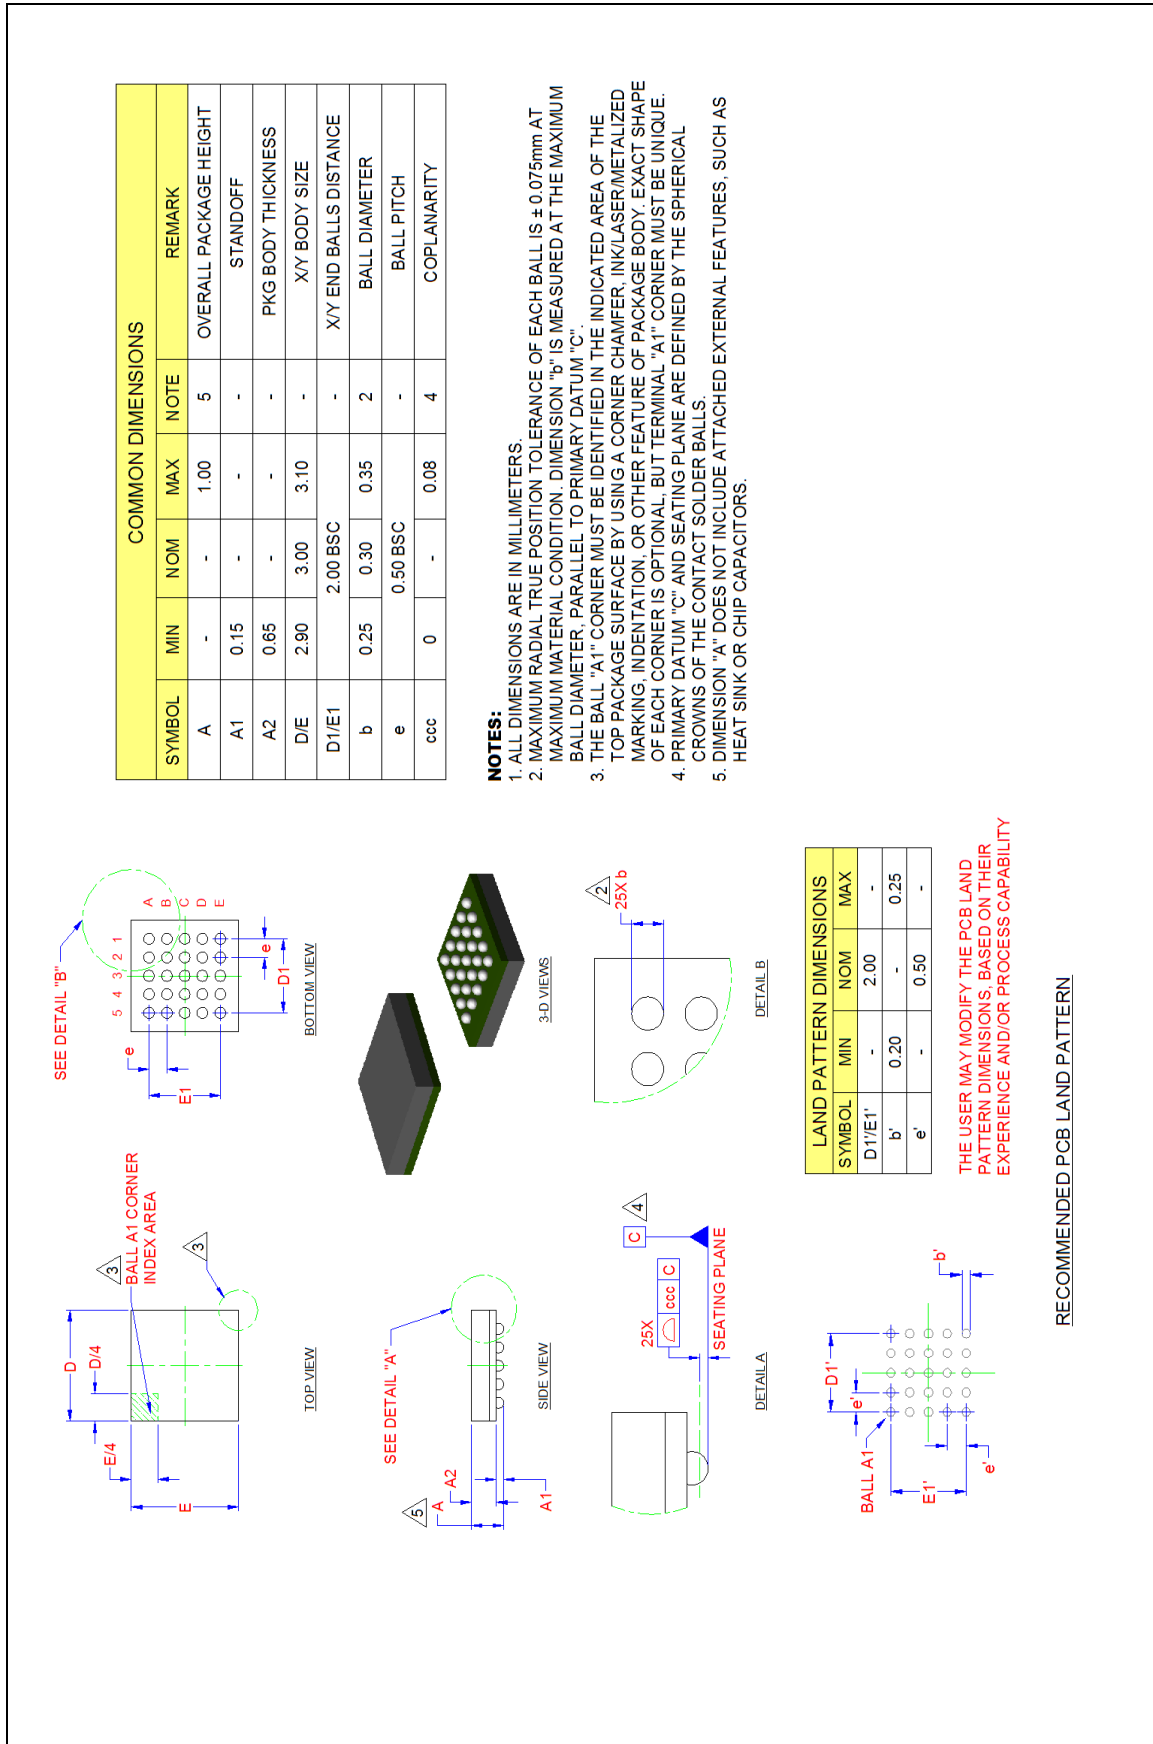 SEE DETAIL "B"
BALL A1 CORNER
INDEX AREA
3
3
D
D/4
E/4
E
TOP VIEW
5 4 3 2 1
A
B
C
D
E
e
E1
e
D1
BOTTOM VIEW
SEE DETAIL "A"
5
A
A2
A1
SIDE VIEW
3-D VIEWS
25X
ccc C
C
4
SEATING PLANE
DETAIL A
2
25X b
DETAIL B
BALL A1
D1'
e'
E1'
e'
b'
LAND PATTERN DIMENSIONS
SYMBOL MIN NOM MAX
D1'/E1' - 2.00 -
b' 0.20 - 0.25
e' - 0.50 -
THE USER MAY MODIFY THE PCB LAND
PATTERN DIMENSIONS, BASED ON THEIR
EXPERIENCE AND/OR PROCESS CAPABILITY
RECOMMENDED PCB LAND PATTERN
COMMON DIMENSIONS
SYMBOL MIN NOM MAX NOTE REMARK
A - - 1.00 5 OVERALL PACKAGE HEIGHT
A1 0.15 - - - STANDOFF
A2 0.65 - - - PKG BODY THICKNESS
D/E 2.90 3.00 3.10 - X/Y BODY SIZE
D1/E1 2.00 BSC - X/Y END BALLS DISTANCE
b 0.25 0.30 0.35 2 BALL DIAMETER
e 0.50 BSC - BALL PITCH
ccc 0 - 0.08 4 COPLANARITY
NOTES:
1. ALL DIMENSIONS ARE IN MILLIMETERS.
2. MAXIMUM RADIAL TRUE POSITION TOLERANCE OF EACH BALL IS ± 0.075mm AT
MAXIMUM MATERIAL CONDITION. DIMENSION "b" IS MEASURED AT THE MAXIMUM
BALL DIAMETER, PARALLEL TO PRIMARY DATUM "C".
3. THE BALL "A1" CORNER MUST BE IDENTIFIED IN THE INDICATED AREA OF THE
TOP PACKAGE SURFACE BY USING A CORNER CHAMFER, INK/LASER/METALIZED
MARKING, INDENTATION, OR OTHER FEATURE OF PACKAGE BODY. EXACT SHAPE
OF EACH CORNER IS OPTIONAL, BUT TERMINAL "A1" CORNER MUST BE UNIQUE.
4. PRIMARY DATUM "C" AND SEATING PLANE ARE DEFINED BY THE SPHERICAL
CROWNS OF THE CONTACT SOLDER BALLS.
5. DIMENSION "A" DOES NOT INCLUDE ATTACHED EXTERNAL FEATURES, SUCH AS
HEAT SINK OR CHIP CAPACITORS.